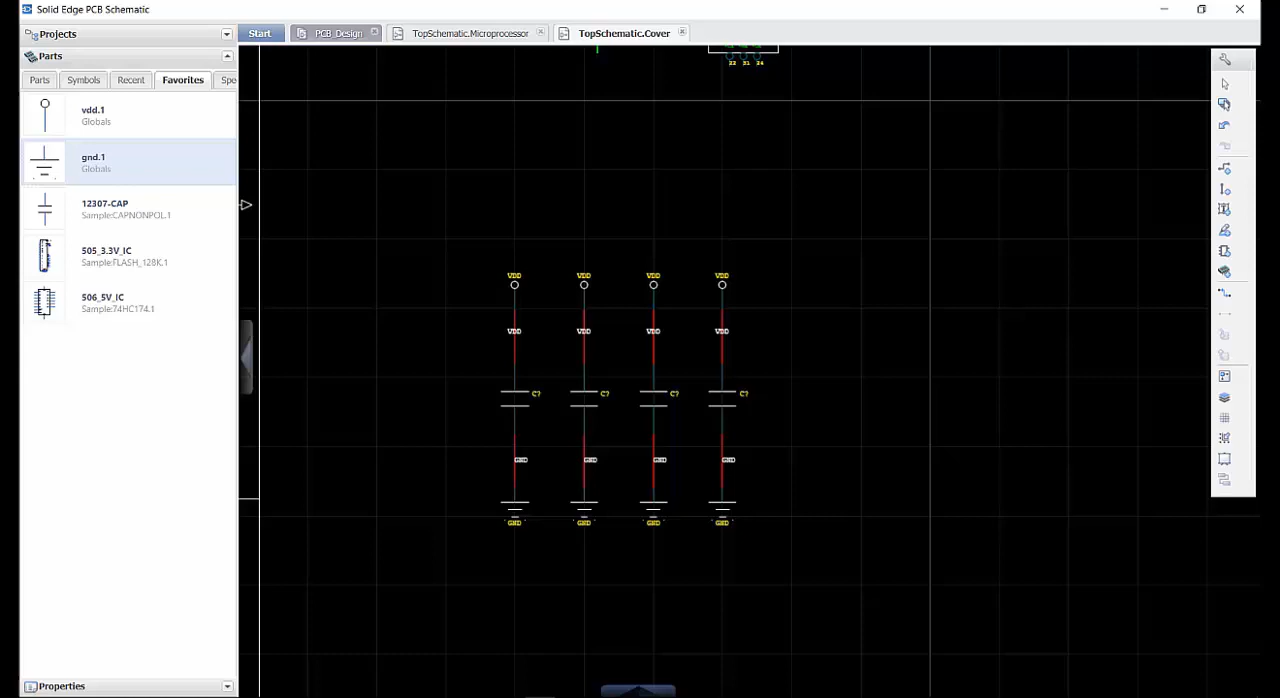 Solid Edge PCB Schematic
Projects
Start
PCB_Design
TopSchematic.Microprocessor
TopSchematic.Cover
Parts
Parts Symbols Recent Favorites Spe
vdd.1
Globals
gnd.1
Globals
12307-CAP
Sample:CAPNONPOL.1
505_3.3V_IC
Sample:FLASH_128K.1
506_5V_IC
Sample:74HC174.1
Properties
VDD VDD VDD VDD
VDD VDD VDD VDD
C? C? C? C?
GND GND GND GND
GND GND GND GND